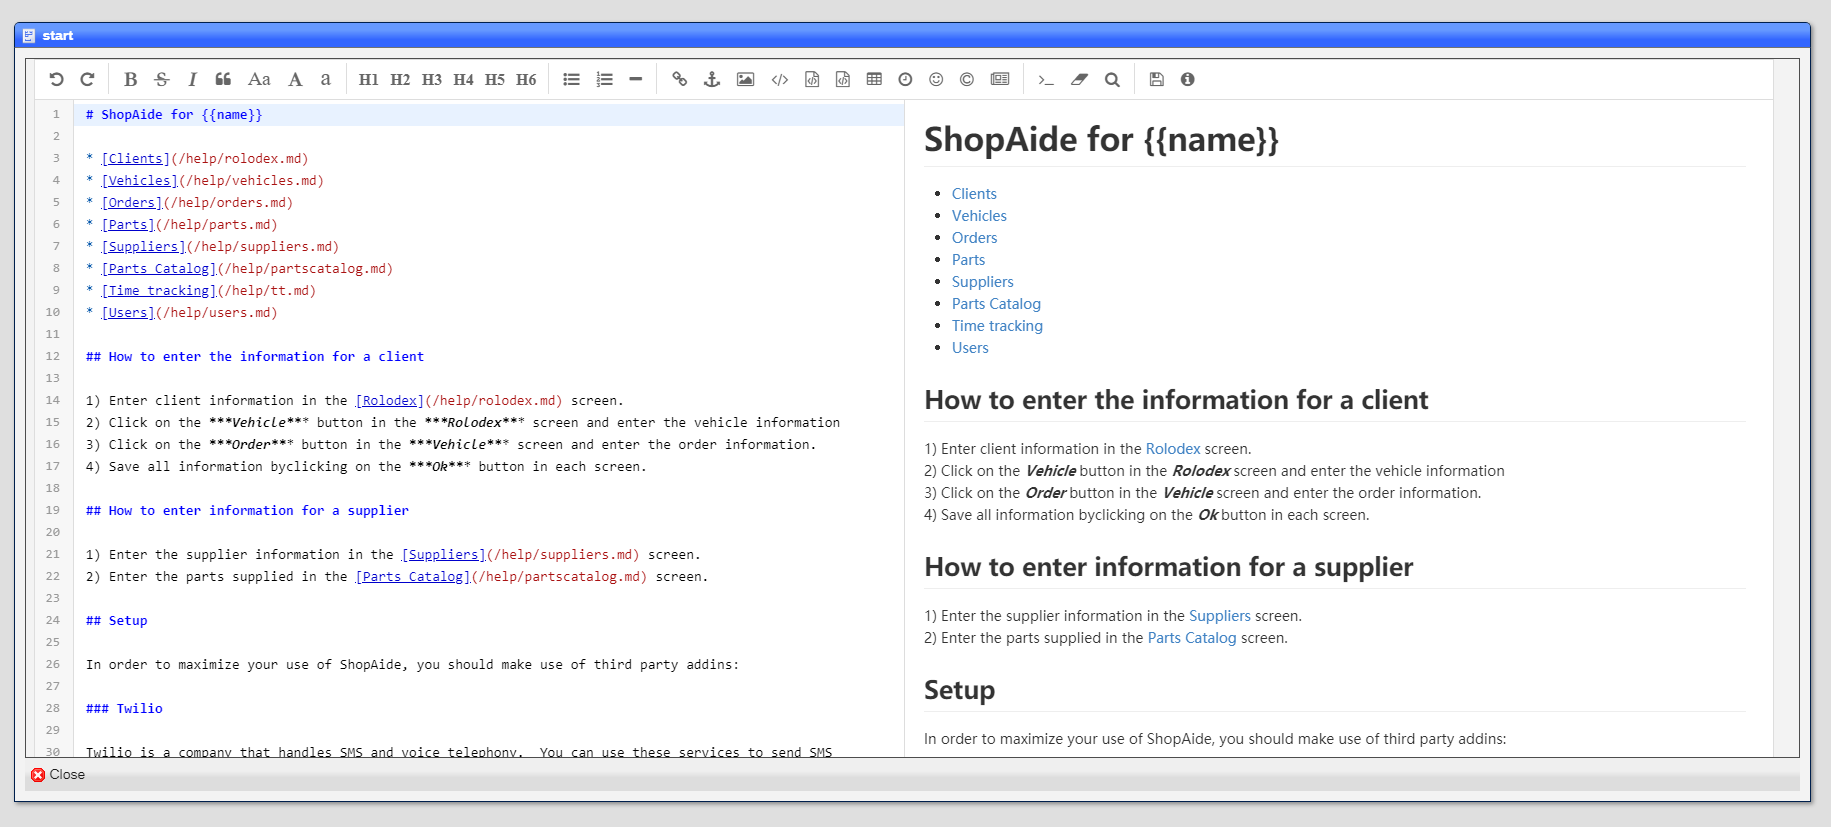 start
B S I Aa A a H1 H2 H3 H4 H5 H6
1 # ShopAide for {{name}}
2
3 * [Clients](/help/rolodex.md)
4 * [Vehicles](/help/vehicles.md)
5 * [Orders](/help/orders.md)
6 * [Parts](/help/parts.md)
7 * [Suppliers](/help/suppliers.md)
8 * [Parts Catalog](/help/partscatalog.md)
9 * [Time tracking](/help/tt.md)
10 * [Users](/help/users.md)
11
12 ## How to enter the information for a client
13
14 1) Enter client information in the [Rolodex](/help/rolodex.md) screen.
15 2) Click on the ***Vehicle*** button in the ***Rolodex*** screen and enter the vehicle information
16 3) Click on the ***Order*** button in the ***Vehicle*** screen and enter the order information.
17 4) Save all information byclicking on the ***Ok*** button in each screen.
18
19 ## How to enter information for a supplier
20
21 1) Enter the supplier information in the [Suppliers](/help/suppliers.md) screen.
22 2) Enter the parts supplied in the [Parts Catalog](/help/partscatalog.md) screen.
23
24 ## Setup
25
26 In order to maximize your use of ShopAide, you should make use of third party addins:
27
28 ### Twilio
29
30 Twilio is a company that handles SMS and voice telephony. You can use these services to send SMS
ShopAide for {{name}}
• Clients
• Vehicles
• Orders
• Parts
• Suppliers
• Parts Catalog
• Time tracking
• Users
How to enter the information for a client
1) Enter client information in the Rolodex screen.
2) Click on the Vehicle button in the Rolodex screen and enter the vehicle information
3) Click on the Order button in the Vehicle screen and enter the order information.
4) Save all information byclicking on the Ok button in each screen.
How to enter information for a supplier
1) Enter the supplier information in the Suppliers screen.
2) Enter the parts supplied in the Parts Catalog screen.
Setup
In order to maximize your use of ShopAide, you should make use of third party addins:
Close